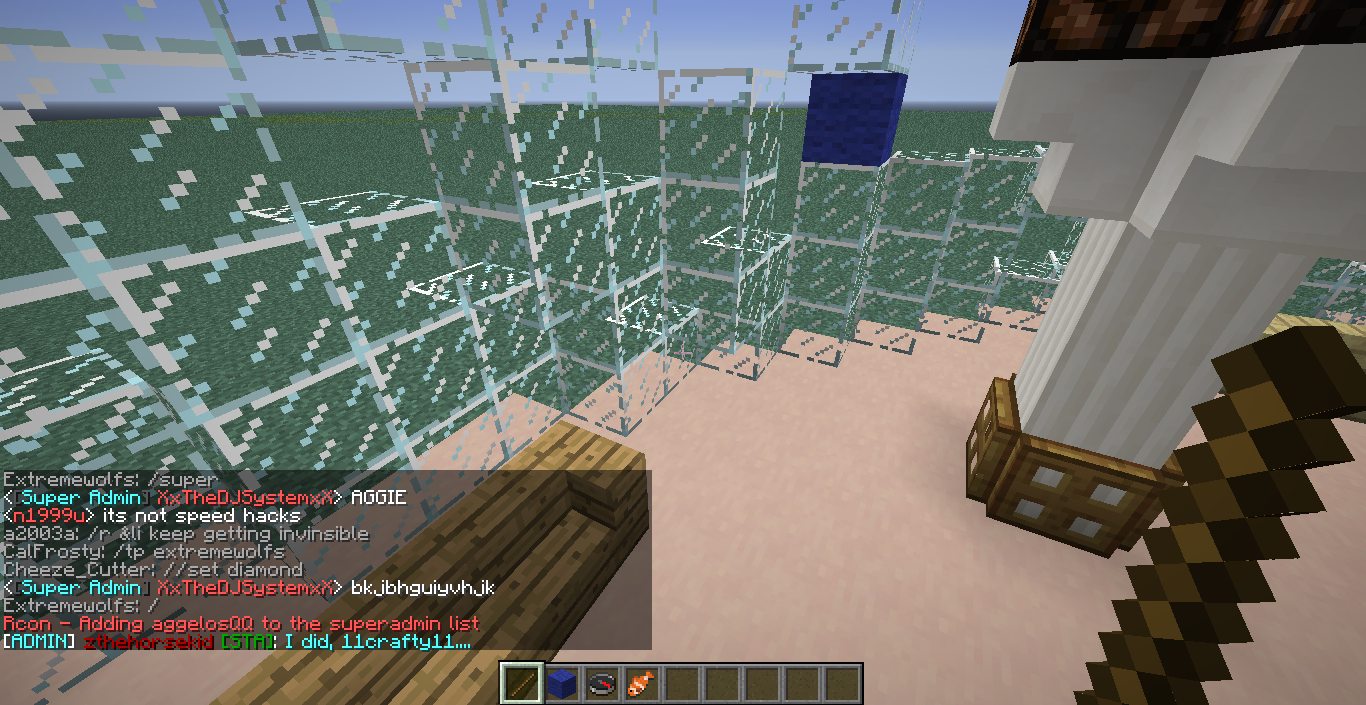 Extremewolfs: /super
<[Super Admin] XxTheDJSystemxX> AGGIE
<n1999u> its not speed hacks
a2003a: /r &li keep getting invinsible
CalFrosty: /tp extremewolfs
Cheeze_Cutter: //set diamond
<[Super Admin] XxTheDJSystemxX> bkjbhguiyvhjk
Extremewolfs: /
Rcon - Adding aggelosQQ to the superadmin list
[ADMIN] zthehorsekid [STA]: I did, 11crafty11....